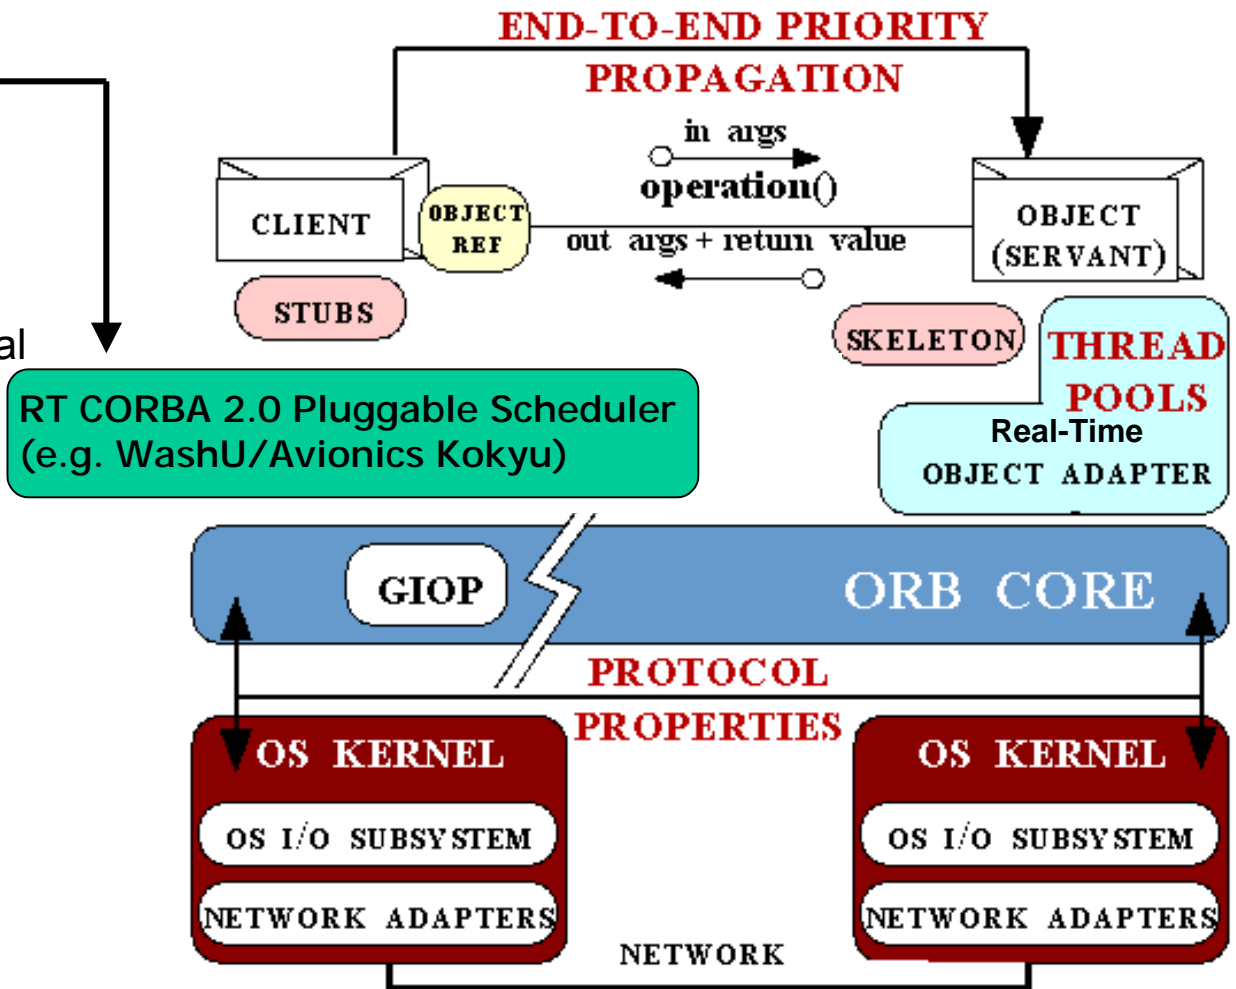 END-TO-END PRIORITY
PROPAGATION
in args
operation()
out args + return value
CLIENT
OBJECT
REF
OBJECT
(SERVANT)
STUBS
SKELETON
al
THREAD
POOLS
Real-Time
OBJECT ADAPTER
RT CORBA 2.0 Pluggable Scheduler
(e.g. WashU/Avionics Kokyu)
GIOP
ORB CORE
PROTOCOL
PROPERTIES
OS KERNEL
OS I/O SUBSYSTEM
NETWORK ADAPTERS
OS KERNEL
OS I/O SUBSYSTEM
NETWORK ADAPTERS
NETWORK